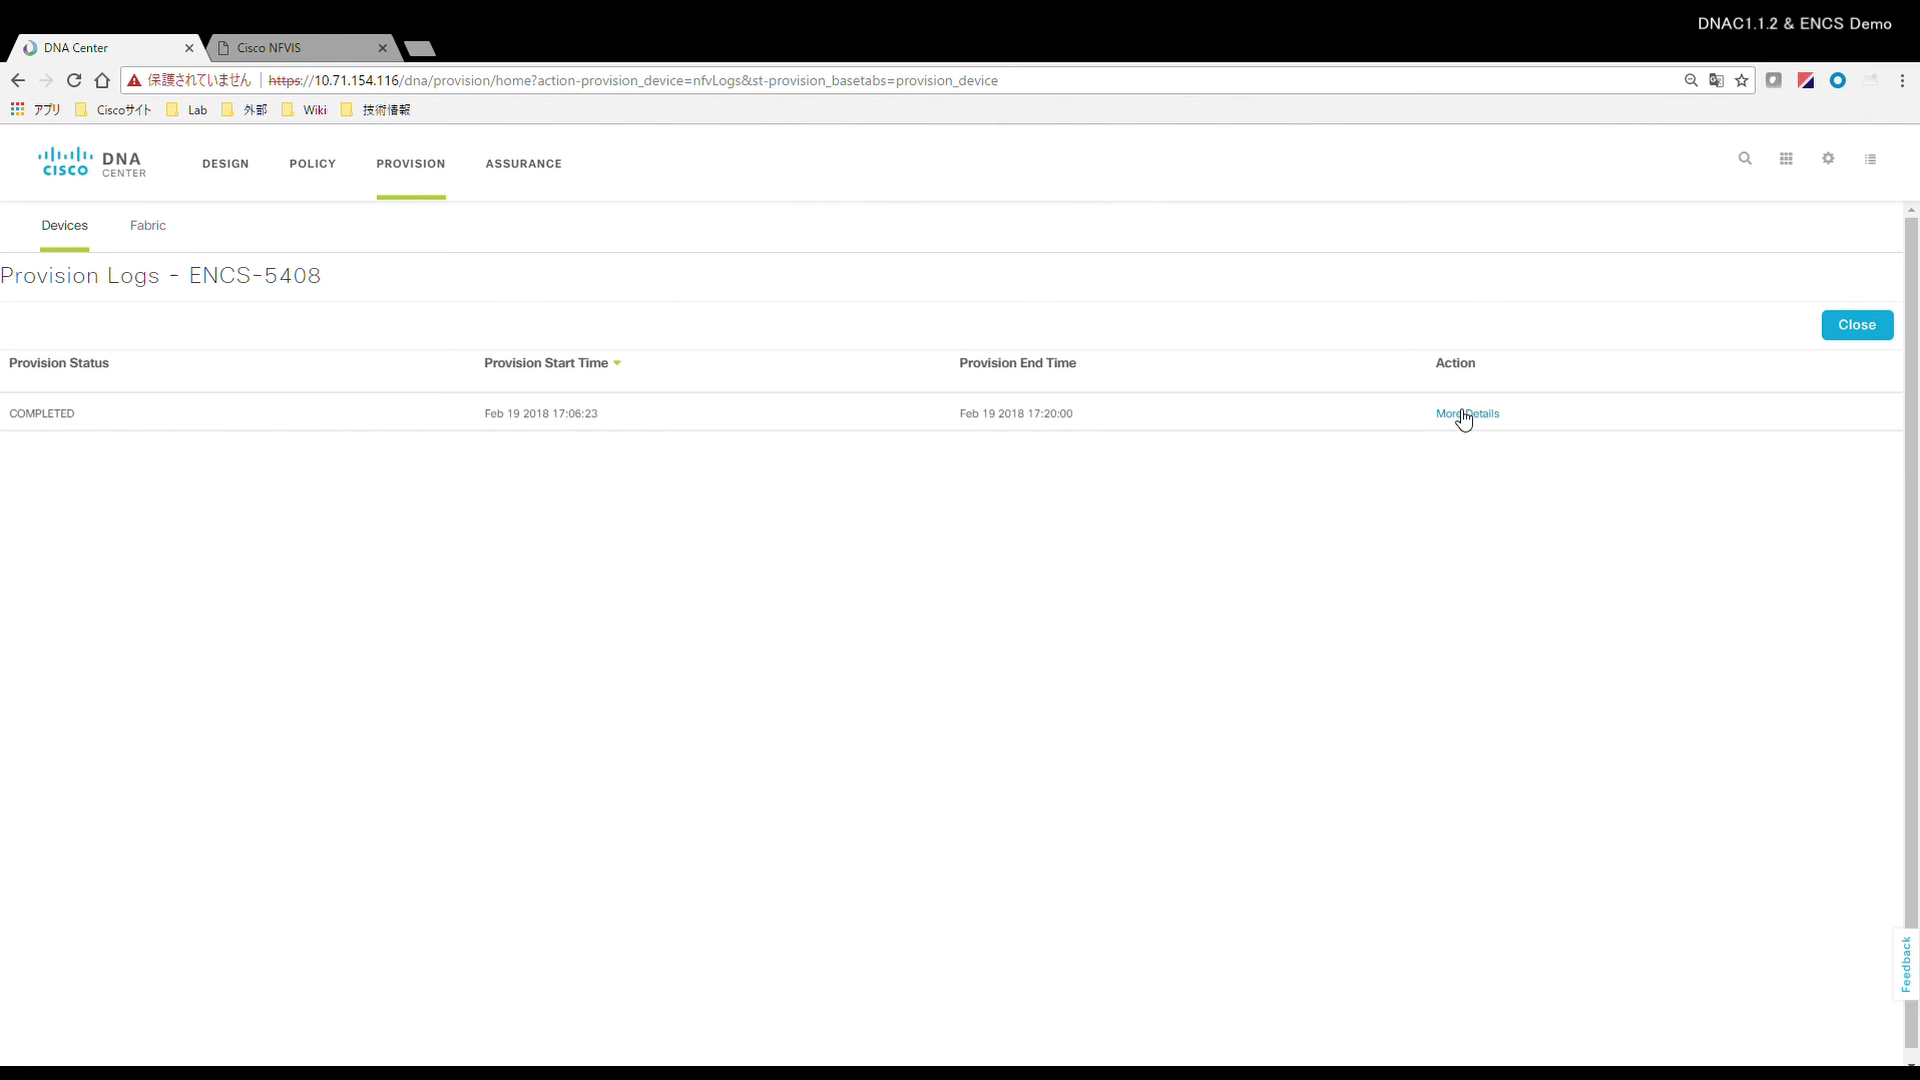 DNAC1.1.2 & ENCS Demo
DNA Center
Cisco NFVIS
保護されていません
https://10.71.154.116/dna/provision/home?action-provision_device=nfvLogs&st-provision_basetabs=provision_device
アプリ
Ciscoサイト
Lab
外部
Wiki
技術情報
CISCO
DNA CENTER
DESIGN
POLICY
PROVISION
ASSURANCE
Devices
Fabric
Provision Logs - ENCS-5408
Close
Provision Status
Provision Start Time
Provision End Time
Action
COMPLETED
Feb 19 2018 17:06:23
Feb 19 2018 17:20:00
More Details
Feedback